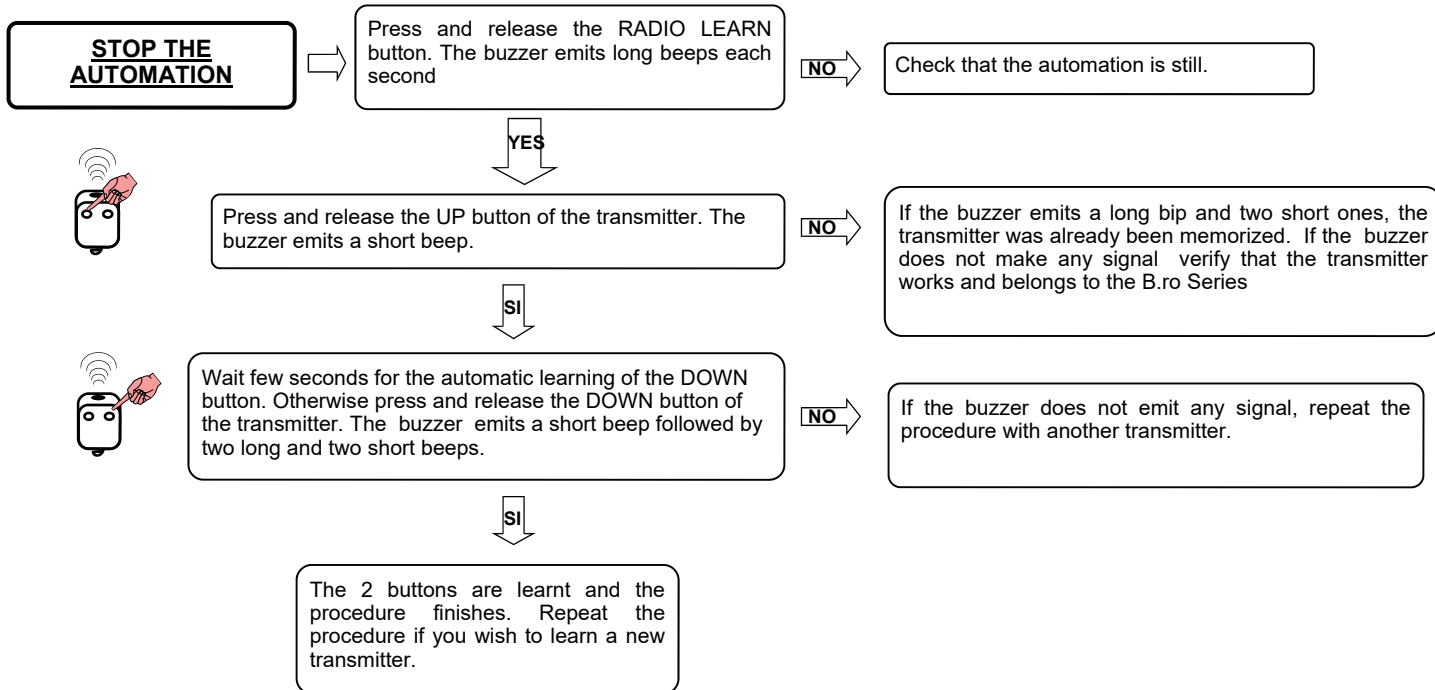 STOP THE
AUTOMATION
Press and release the RADIO LEARN
button. The buzzer emits long beeps each
second
NO
Check that the automation is still.
YES
Press and release the UP button of the transmitter. The
buzzer emits a short beep.
NO
If the buzzer emits a long bip and two short ones, the
transmitter was already been memorized. If the buzzer
does not make any signal verify that the transmitter
works and belongs to the B.ro Series
SI
Wait few seconds for the automatic learning of the DOWN
button. Otherwise press and release the DOWN button of
the transmitter. The buzzer emits a short beep followed by
two long and two short beeps.
NO
If the buzzer does not emit any signal, repeat the
procedure with another transmitter.
SI
The 2 buttons are learnt and the
procedure finishes. Repeat the
procedure if you wish to learn a new
transmitter.